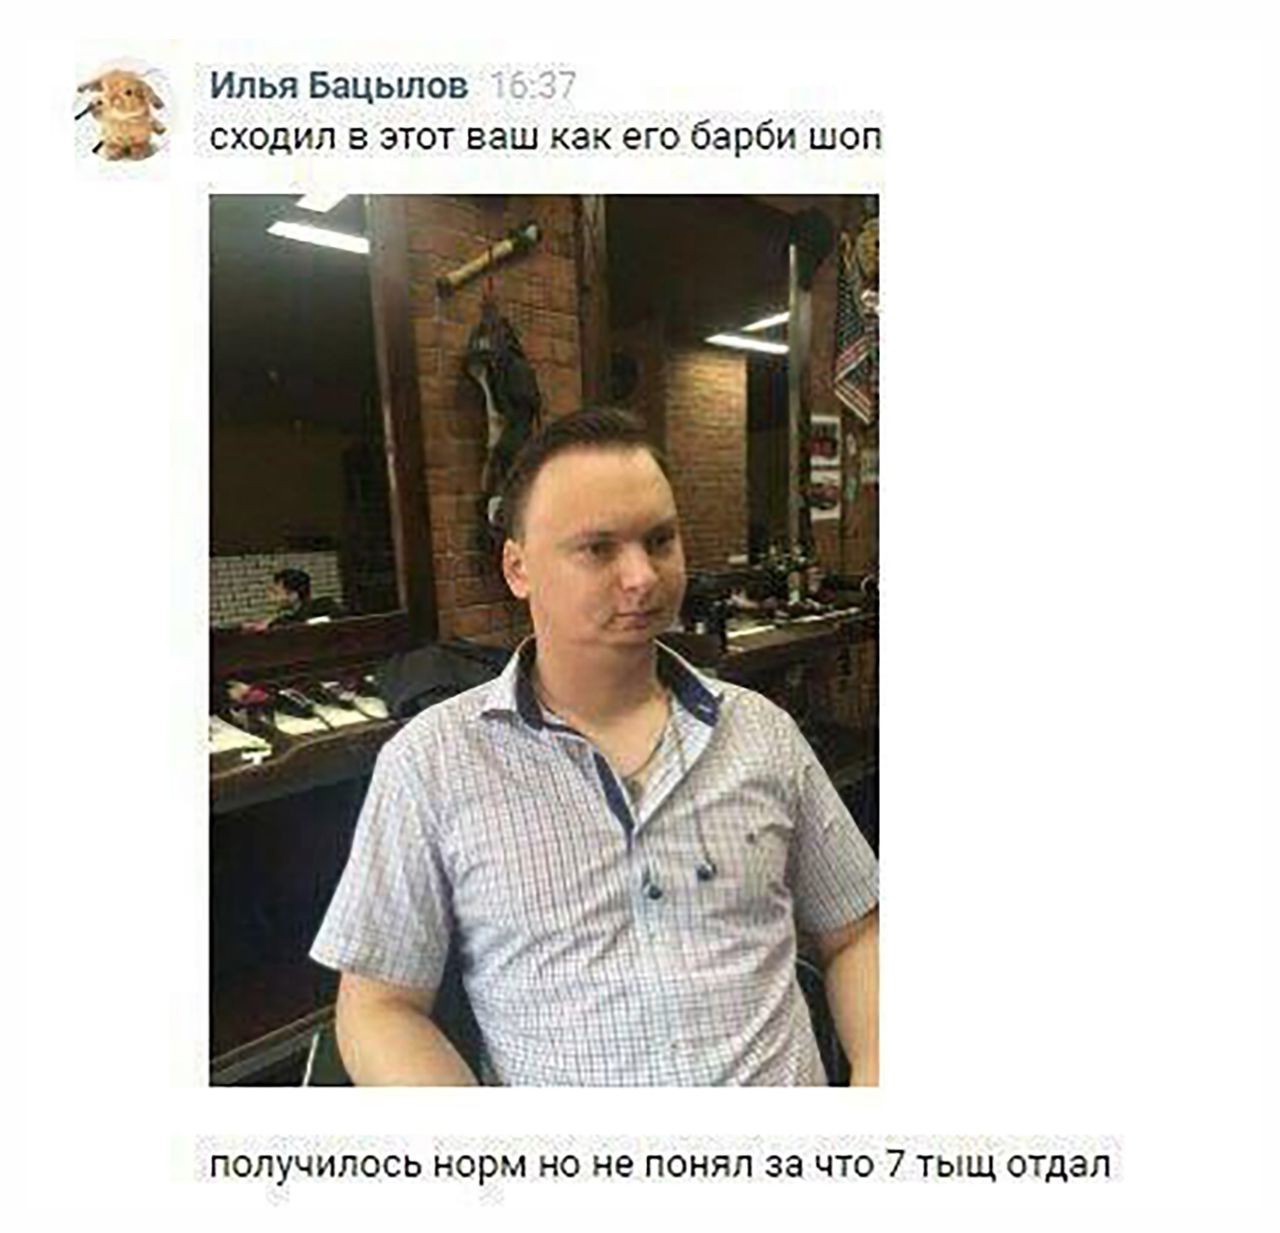 Илья Бацылов 16:37
сходил в этот ваш как его барби шоп
получилось норм но не понял за что 7 тыщ отдал